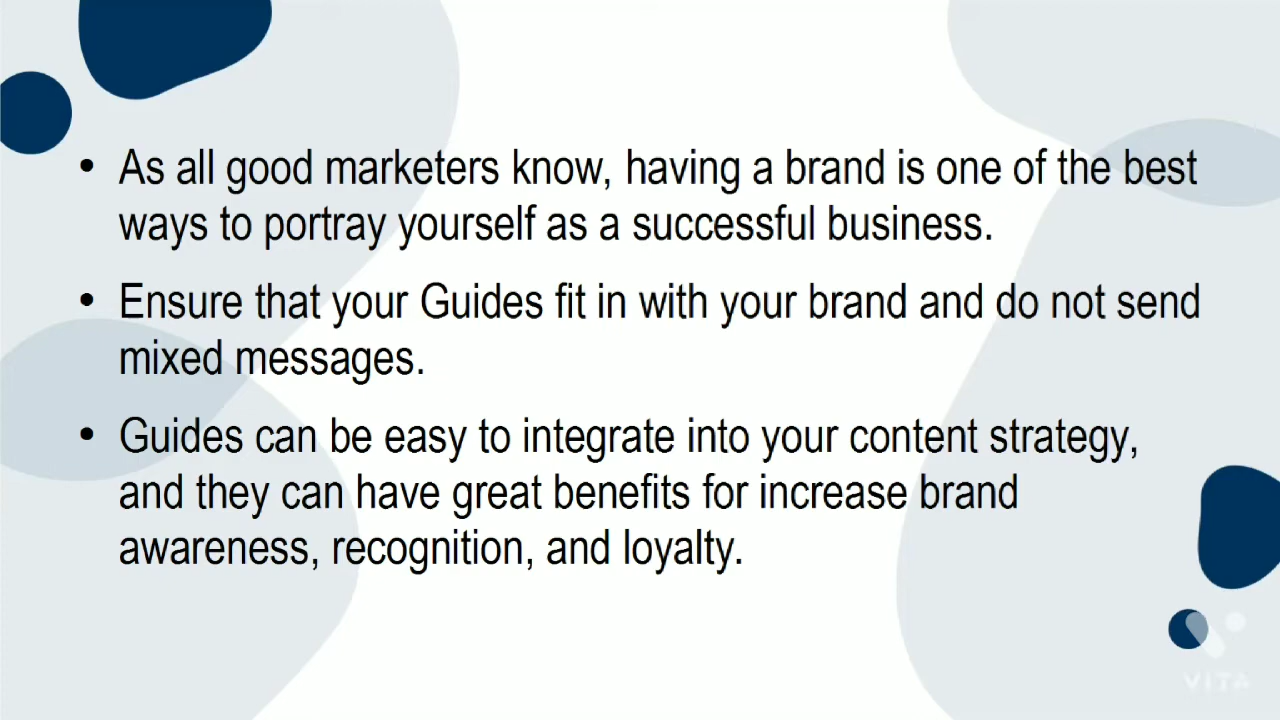 • As all good marketers know, having a brand is one of the best
ways to portray yourself as a successful business.
• Ensure that your Guides fit in with your brand and do not send
mixed messages.
• Guides can be easy to integrate into your content strategy,
and they can have great benefits for increase brand
awareness, recognition, and loyalty.
VITA